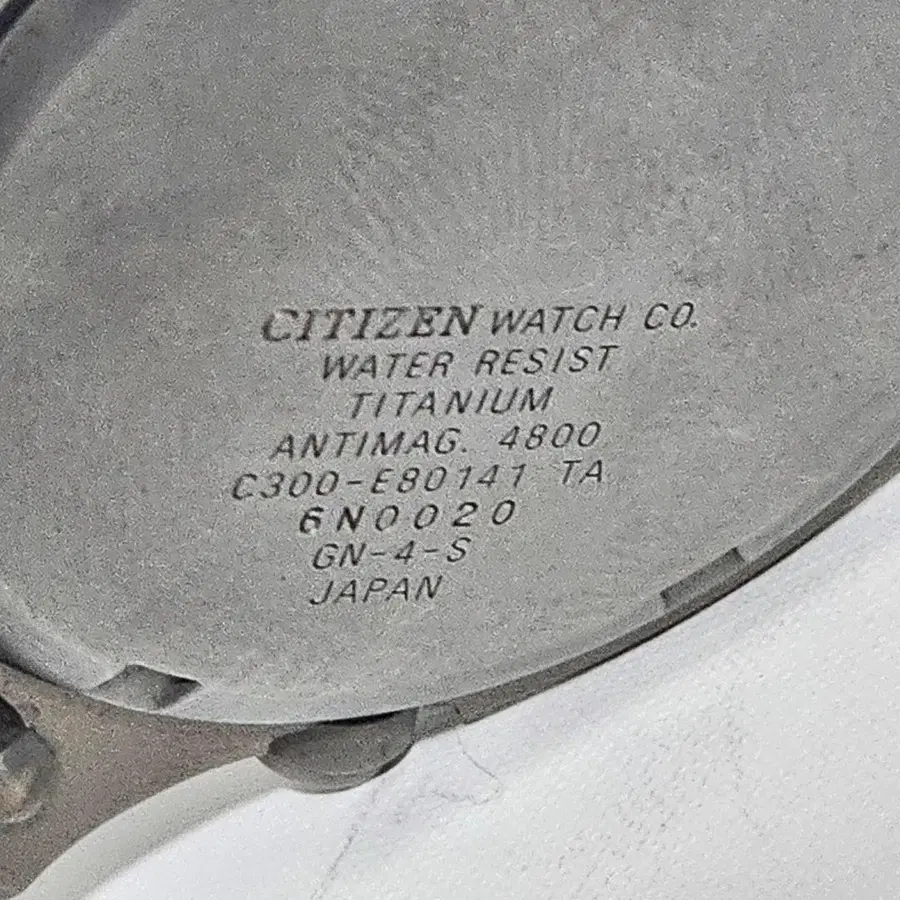 CITIZEN WATCH CO.
WATER RESIST
TITANIUM
ANTIMAG. 4800
C300-E80141 TA
6N0020
GN-4-S
JAPAN